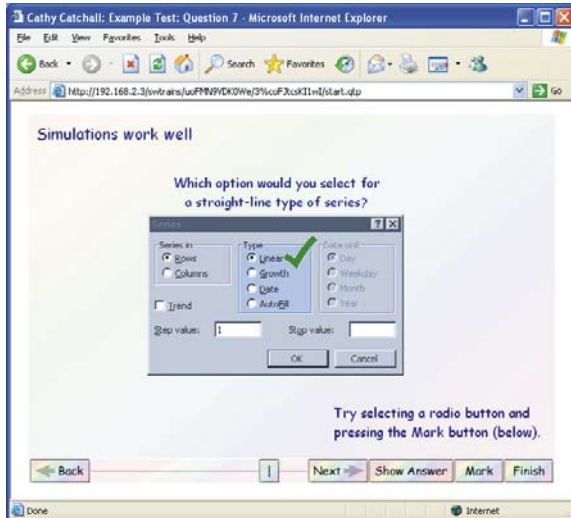 Cathy Catchall: Example Test: Question 7 - Microsoft Internet Explorer
File Edit View Favorites Tools Help
Back Search Favorites
Address http://192.168.2.3/swtrains/uoFMN9VDK0We/3%coFJtcsKI1wI/start.qtp Go
Simulations work well
Which option would you select for
a straight-line type of series?
Series
Series in Type Date unit
Rows Linear Day
Columns Growth Weekday
Date Month
Trend AutoFill Year
Step value: 1 Stop value:
OK Cancel
Try selecting a radio button and
pressing the Mark button (below).
Back Next Show Answer Mark Finish
Done Internet